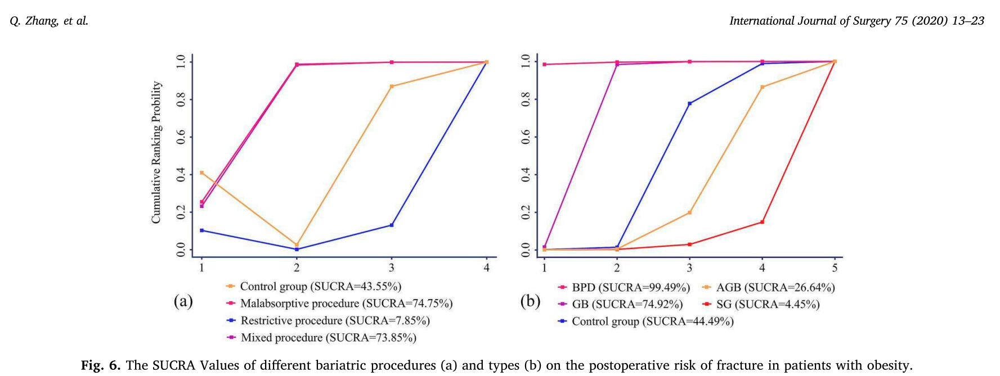 Q. Zhang, et al.
International Journal of Surgery 75 (2020) 13–23
Cumulative Ranking Probility
1.0
0.8
0.6
0.4
0.2
0.0
1 2 3 4
(a)
Control group (SUCRA=43.55%)
Malabsorptive procedure (SUCRA=74.75%)
Restrictive procedure (SUCRA=7.85%)
Mixed procedure (SUCRA=73.85%)
1.0
0.8
0.6
0.4
0.2
0.0
1 2 3 4 5
(b)
BPD (SUCRA=99.49%) AGB (SUCRA=26.64%)
GB (SUCRA=74.92%) SG (SUCRA=4.45%)
Control group (SUCRA=44.49%)
Fig. 6. The SUCRA Values of different bariatric procedures (a) and types (b) on the postoperative risk of fracture in patients with obesity.